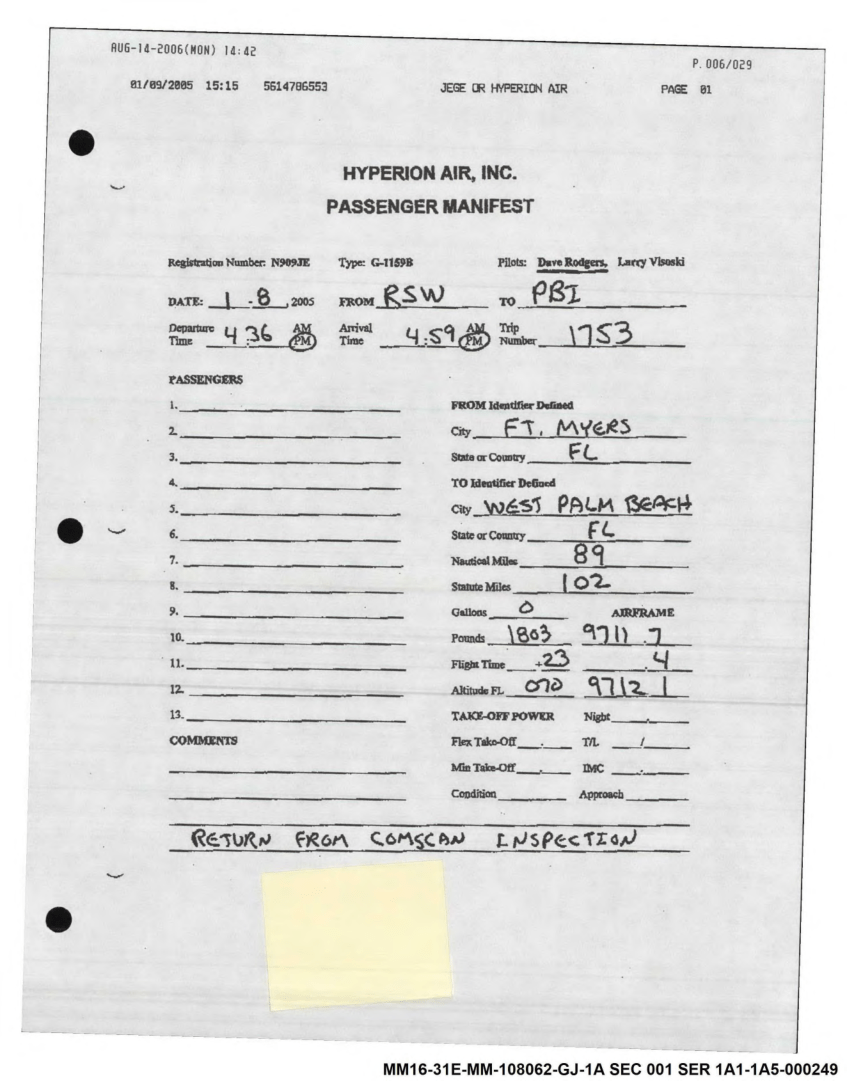 AUG-14-2006(MON) 14:42
P. 006/029
01/09/2005 15:15 5614786553 JEGE OR HYPERION AIR PAGE 01
HYPERION AIR, INC.
PASSENGER MANIFEST
Registration Number: N909JE Type: G-1159B Pilots: Dave Rodgers, Larry Visoski
DATE: 1 - 8, 2005 FROM RSW TO PBI
Departure Time 4:36 AM PM Arrival Time 4:59 AM PM Trip Number 1753
PASSENGERS
1.
FROM Identifier Defined
2.
City FT. MYERS
3.
State or Country FL
4.
TO Identifier Defined
5.
City WEST PALM BEACH
6.
State or Country FL
7.
Nautical Miles 89
8.
Statute Miles 102
9.
Gallons 0 AIRFRAME
10.
Pounds 1803 9711.7
11.
Flight Time +23 .4
12.
Altitude FL 070 9712 1
13.
TAKE-OFF POWER Night
COMMENTS
Flex Take-Off T/L /
Min Take-Off IMC
Condition Approach
RETURN FROM COMSCAN INSPECTION
MM16-31E-MM-108062-GJ-1A SEC 001 SER 1A1-1A5-000249